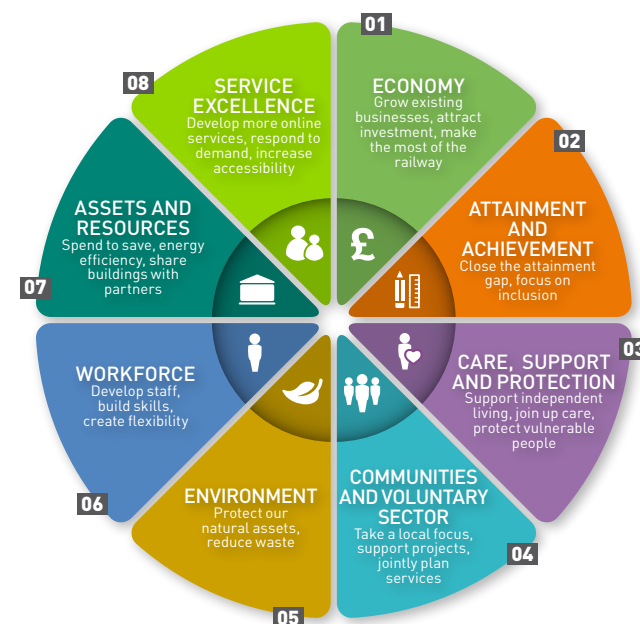 01
ECONOMY
Grow existing
businesses, attract
investment, make
the most of the
railway
02
ATTAINMENT
AND
ACHIEVEMENT
Close the attainment
gap, focus on
inclusion
03
CARE, SUPPORT
AND PROTECTION
Support independent
living, join up care,
protect vulnerable
people
04
COMMUNITIES
AND VOLUNTARY
SECTOR
Take a local focus,
support projects,
jointly plan
services
05
ENVIRONMENT
Protect our
natural assets,
reduce waste
06
WORKFORCE
Develop staff,
build skills,
create flexibility
07
ASSETS AND
RESOURCES
Spend to save, energy
efficiency, share
buildings with
partners
08
SERVICE
EXCELLENCE
Develop more online
services, respond to
demand, increase
accessibility
£